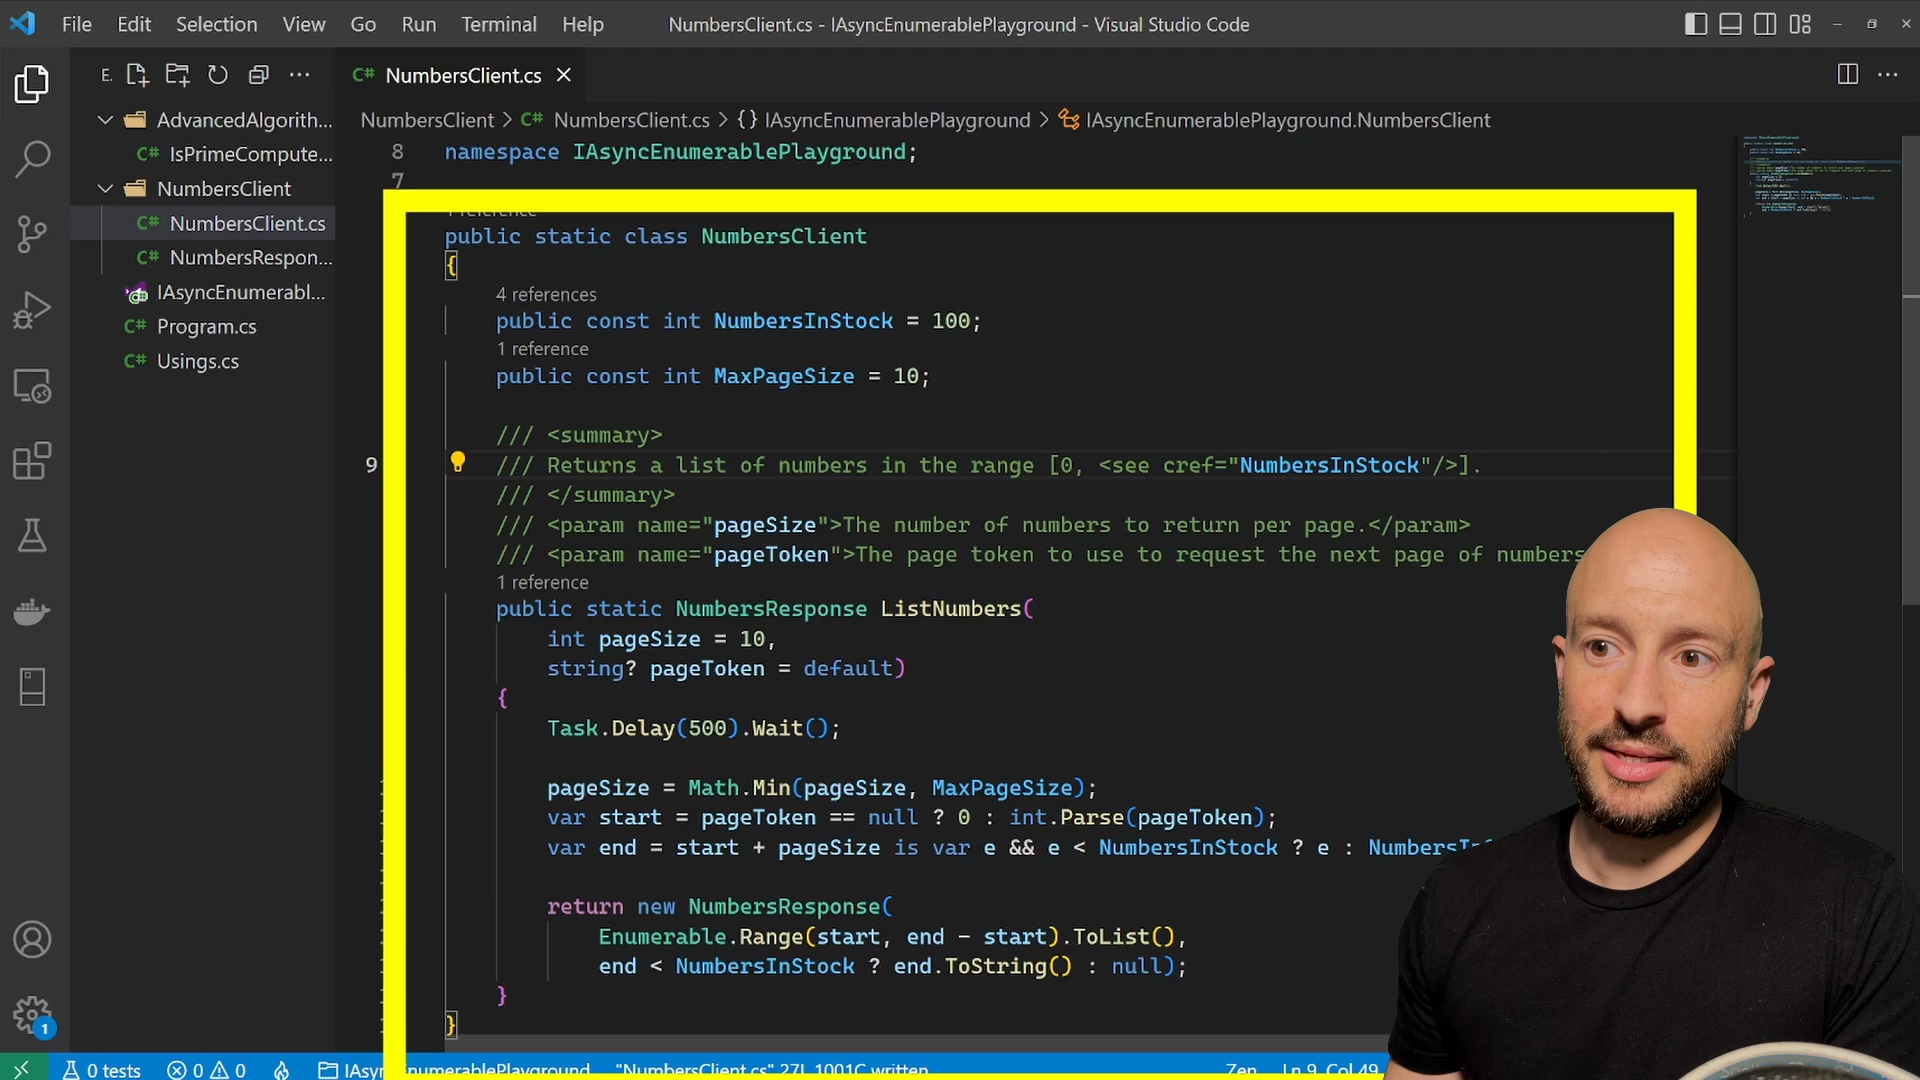 File Edit Selection View Go Run Terminal Help NumbersClient.cs - IAsyncEnumerablePlayground - Visual Studio Code
E. C# NumbersClient.cs
NumbersClient > C# NumbersClient.cs > {} IAsyncEnumerablePlayground > IAsyncEnumerablePlayground.NumbersClient
AdvancedAlgorith...
C# IsPrimeCompute...
NumbersClient
C# NumbersClient.cs
C# NumbersRespon...
IAsyncEnumerabl...
C# Program.cs
C# Usings.cs
8 namespace IAsyncEnumerablePlayground;
7
public static class NumbersClient
{
4 references
public const int NumbersInStock = 100;
1 reference
public const int MaxPageSize = 10;
/// <summary>
9 /// Returns a list of numbers in the range [0, <see cref="NumbersInStock"/>].
/// </summary>
/// <param name="pageSize">The number of numbers to return per page.</param>
/// <param name="pageToken">The page token to use to request the next page of numbers
1 reference
public static NumbersResponse ListNumbers(
int pageSize = 10,
string? pageToken = default)
{
Task.Delay(500).Wait();
pageSize = Math.Min(pageSize, MaxPageSize);
var start = pageToken == null ? 0 : int.Parse(pageToken);
var end = start + pageSize is var e && e < NumbersInStock ? e :
return new NumbersResponse(
Enumerable.Range(start, end - start).ToList(),
end < NumbersInStock ? end.ToString() : null);
}
}
1
0 tests 0 0 "NumbersClient.cs" 27L 1001C written Zen Ln 9, Col 49